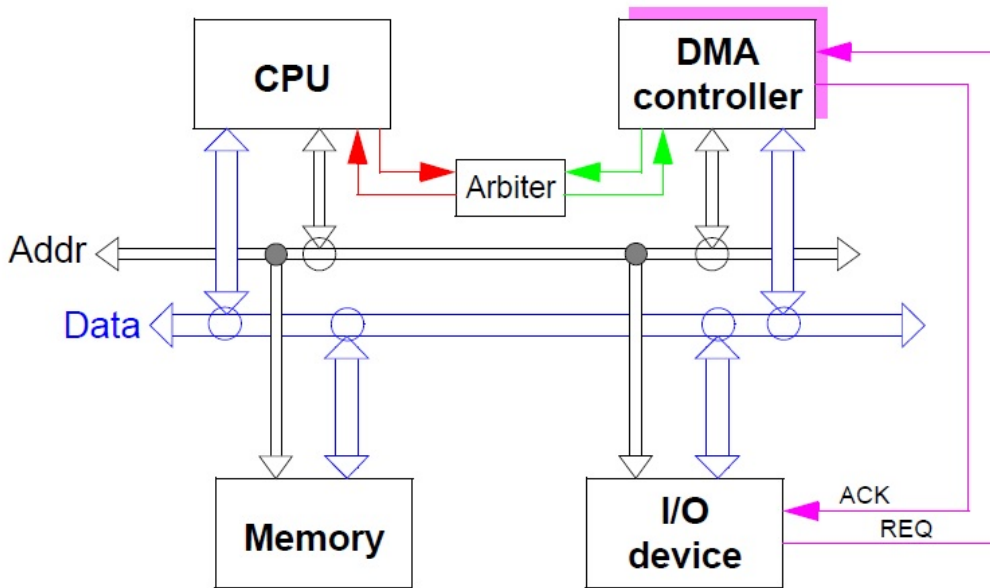 CPU
DMA
controller
Arbiter
Addr
Data
Memory
I/O
device
ACK
REQ